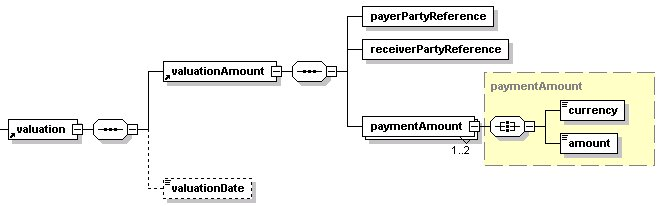 payerPartyReference
valuationAmount
receiverPartyReference
paymentAmount
currency
valuation
paymentAmount
1..2
amount
valuationDate